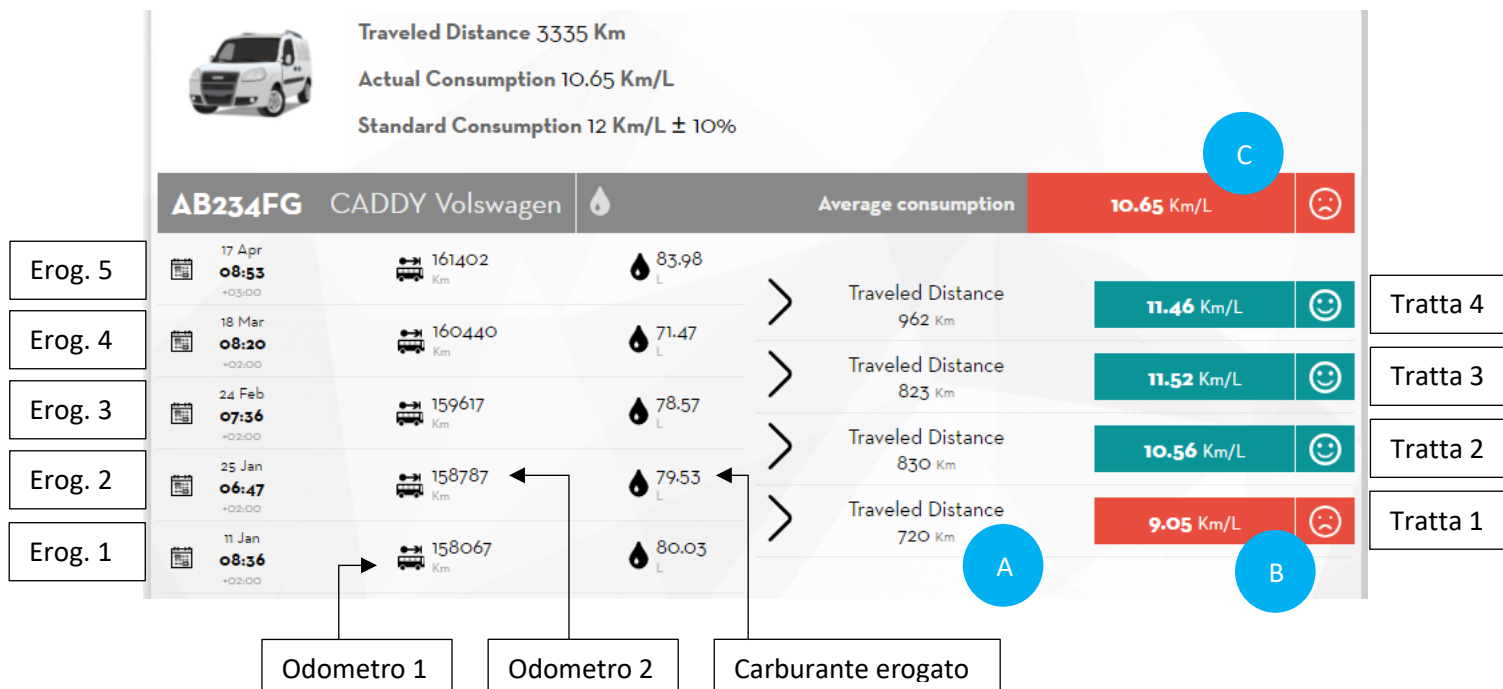 Traveled Distance 3335 Km
Actual Consumption 10.65 Km/L
Standard Consumption 12 Km/L ± 10%
C
AB234FG CADDY Volswagen Average consumption 10.65 Km/L
Erog. 5
17 Apr
08:53
+03:00
161402
Km
83.98
L
Traveled Distance
962 Km
11.46 Km/L
Tratta 4
Erog. 4
18 Mar
08:20
+02:00
160440
Km
71.47
L
Traveled Distance
823 Km
11.52 Km/L
Tratta 3
Erog. 3
24 Feb
07:36
+02:00
159617
Km
78.57
L
Traveled Distance
830 Km
10.56 Km/L
Tratta 2
Erog. 2
25 Jan
06:47
+02:00
158787
Km
79.53
L
Traveled Distance
720 Km
9.05 Km/L
Tratta 1
Erog. 1
11 Jan
08:36
+02:00
158067
Km
80.03
L
A
B
Odometro 1
Odometro 2
Carburante erogato